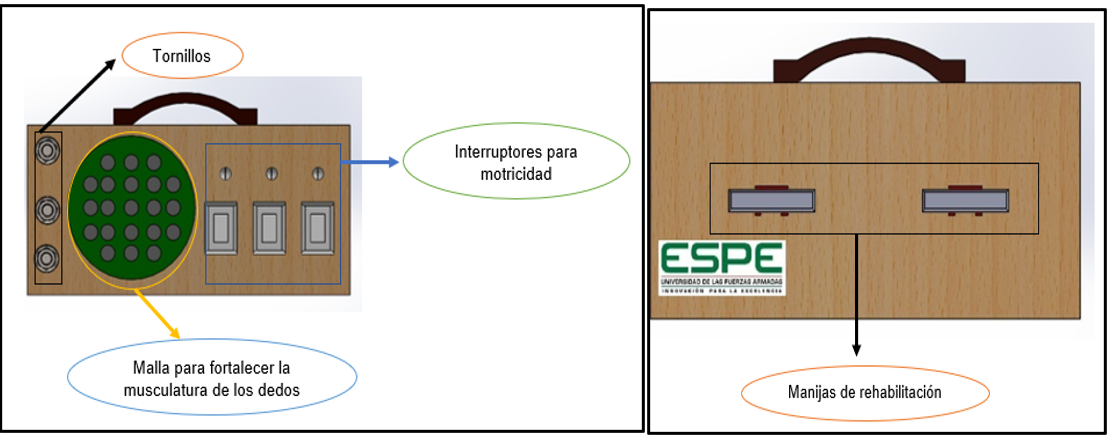 Tornillos
Interruptores para
motricidad
Malla para fortalecer la
musculatura de los dedos
ESPE
UNIVERSIDAD DE LAS FUERZAS ARMADAS
INNOVACIÓN PARA LA EXCELENCIA
Manijas de rehabilitación